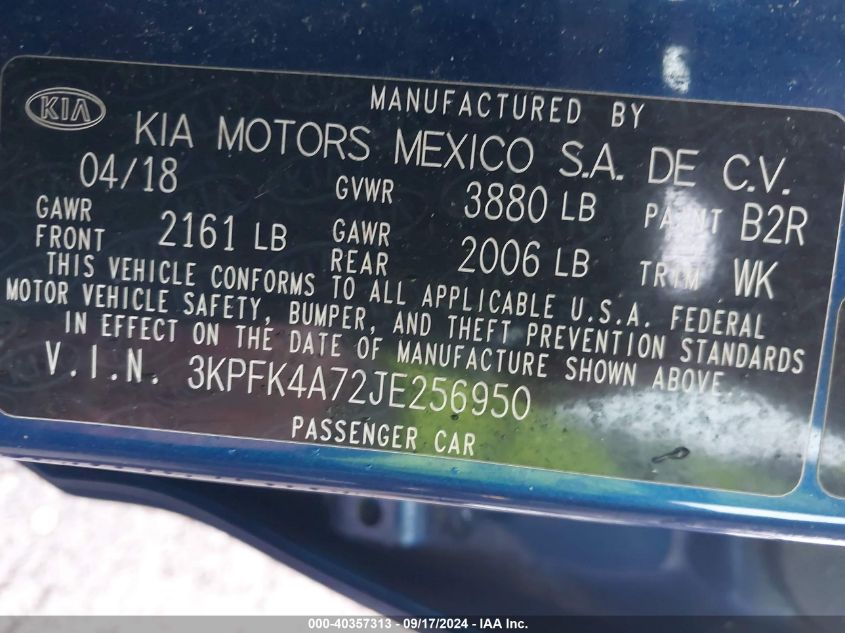 MANUFACTURED BY
KIA
KIA MOTORS MEXICO S.A. DE C.V.
04/18 GVWR 3880 LB PAINT B2R
GAWR FRONT 2161 LB GAWR REAR 2006 LB TRIM WK
THIS VEHICLE CONFORMS TO ALL APPLICABLE U.S.A. FEDERAL
MOTOR VEHICLE SAFETY, BUMPER, AND THEFT PREVENTION STANDARDS
IN EFFECT ON THE DATE OF MANUFACTURE SHOWN ABOVE.
V.I.N. 3KPFK4A72JE256950
PASSENGER CAR
000-40357313 - 09/17/2024 - IAA Inc.